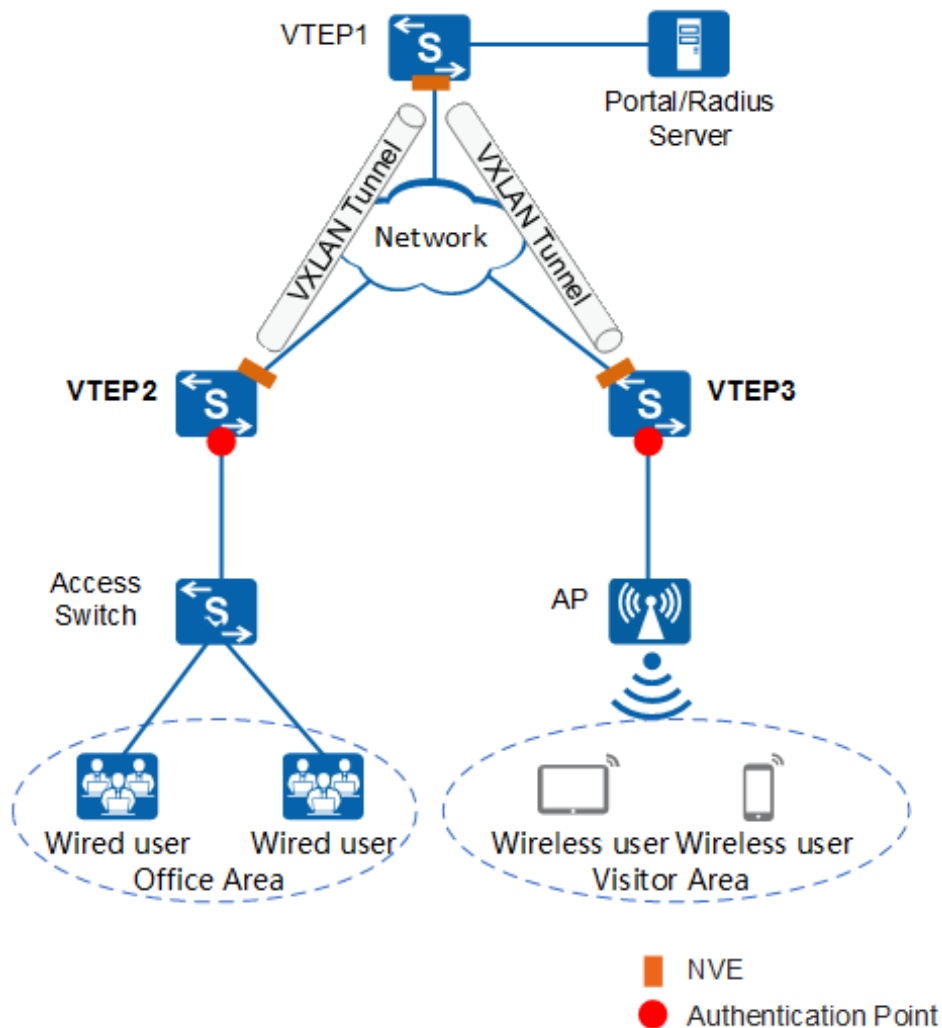 VTEP1
S
Portal/Radius
Server
VXLAN Tunnel
VXLAN Tunnel
Network
VTEP2
S
S
VTEP3
Access
Switch
S
AP
Wired user
Wired user
Office Area
Wireless user
Wireless user
Visitor Area
NVE
Authentication Point